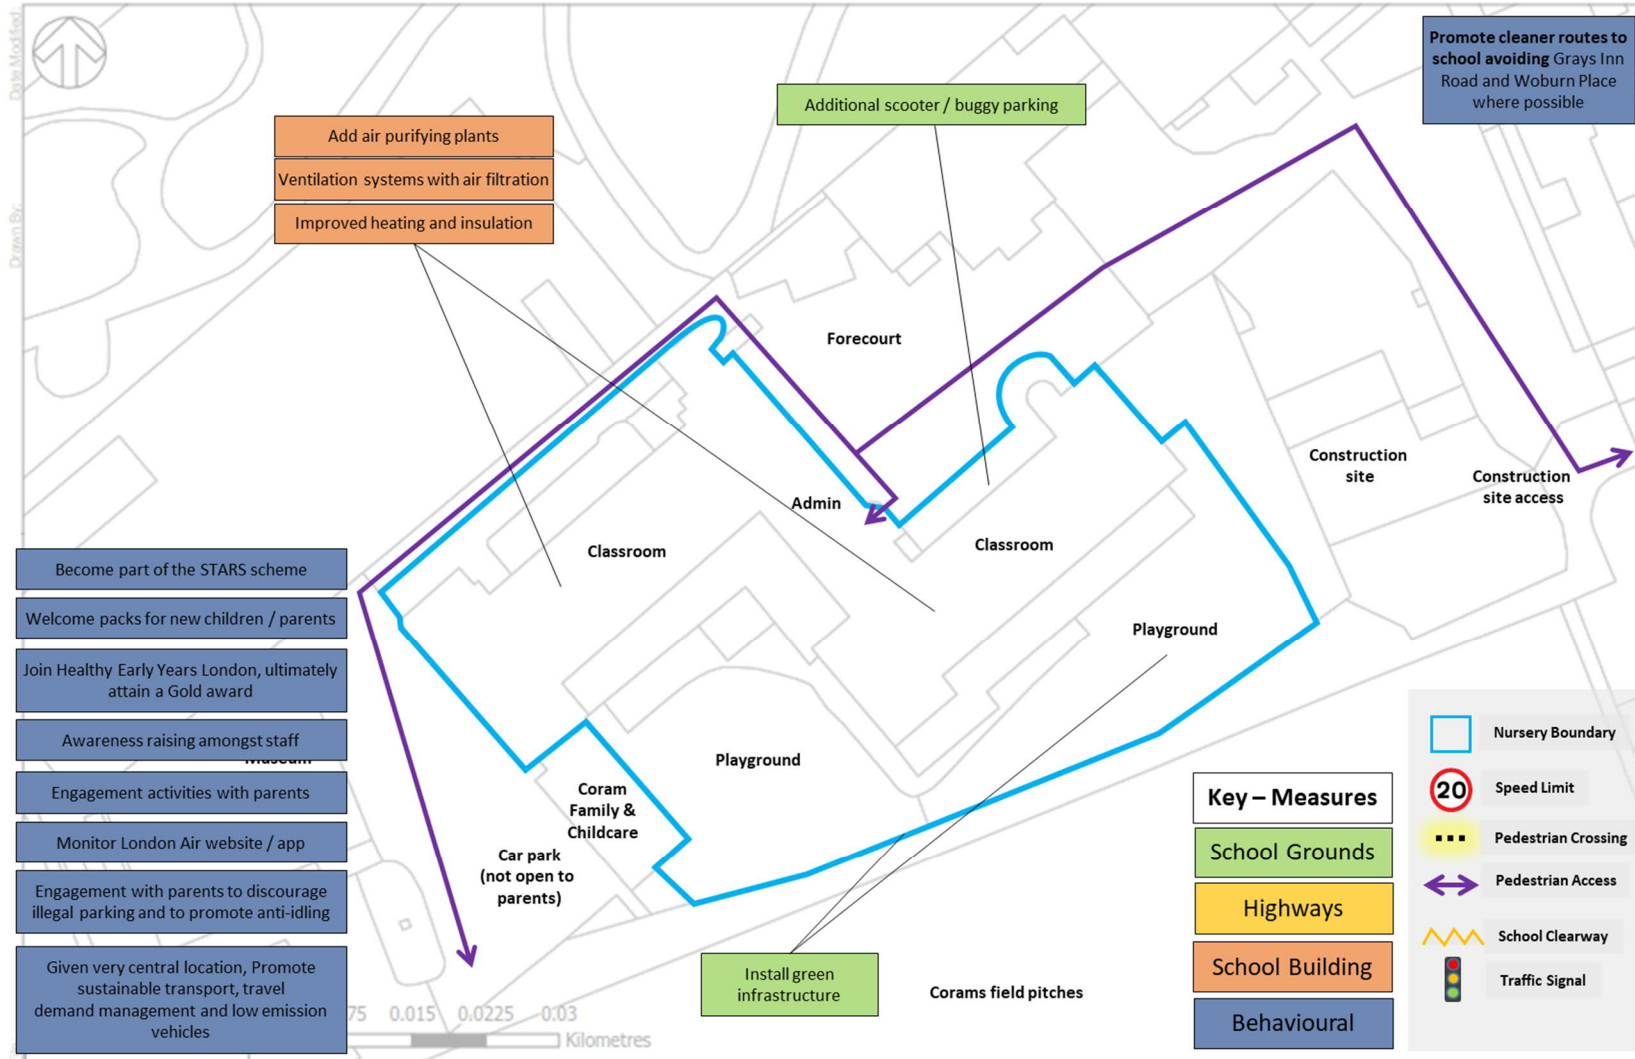 Date Modified:
Drawn By:
Promote cleaner routes to
school avoiding Grays Inn
Road and Woburn Place
where possible
Additional scooter / buggy parking
Add air purifying plants
Ventilation systems with air filtration
Improved heating and insulation
Forecourt
Construction
site
Construction
site access
Admin
Classroom
Classroom
Playground
Become part of the STARS scheme
Welcome packs for new children / parents
Join Healthy Early Years London, ultimately
attain a Gold award
Awareness raising amongst staff
Museum
Engagement activities with parents
Monitor London Air website / app
Engagement with parents to discourage
illegal parking and to promote anti-idling
Given very central location, Promote
sustainable transport, travel
demand management and low emission
vehicles
Playground
Coram
Family &
Childcare
Car park
(not open to
parents)
Install green
infrastructure
Corams field pitches
75 0.015 0.0225 0.03
Kilometres
Key – Measures
School Grounds
Highways
School Building
Behavioural
Nursery Boundary
20 Speed Limit
Pedestrian Crossing
Pedestrian Access
School Clearway
Traffic Signal